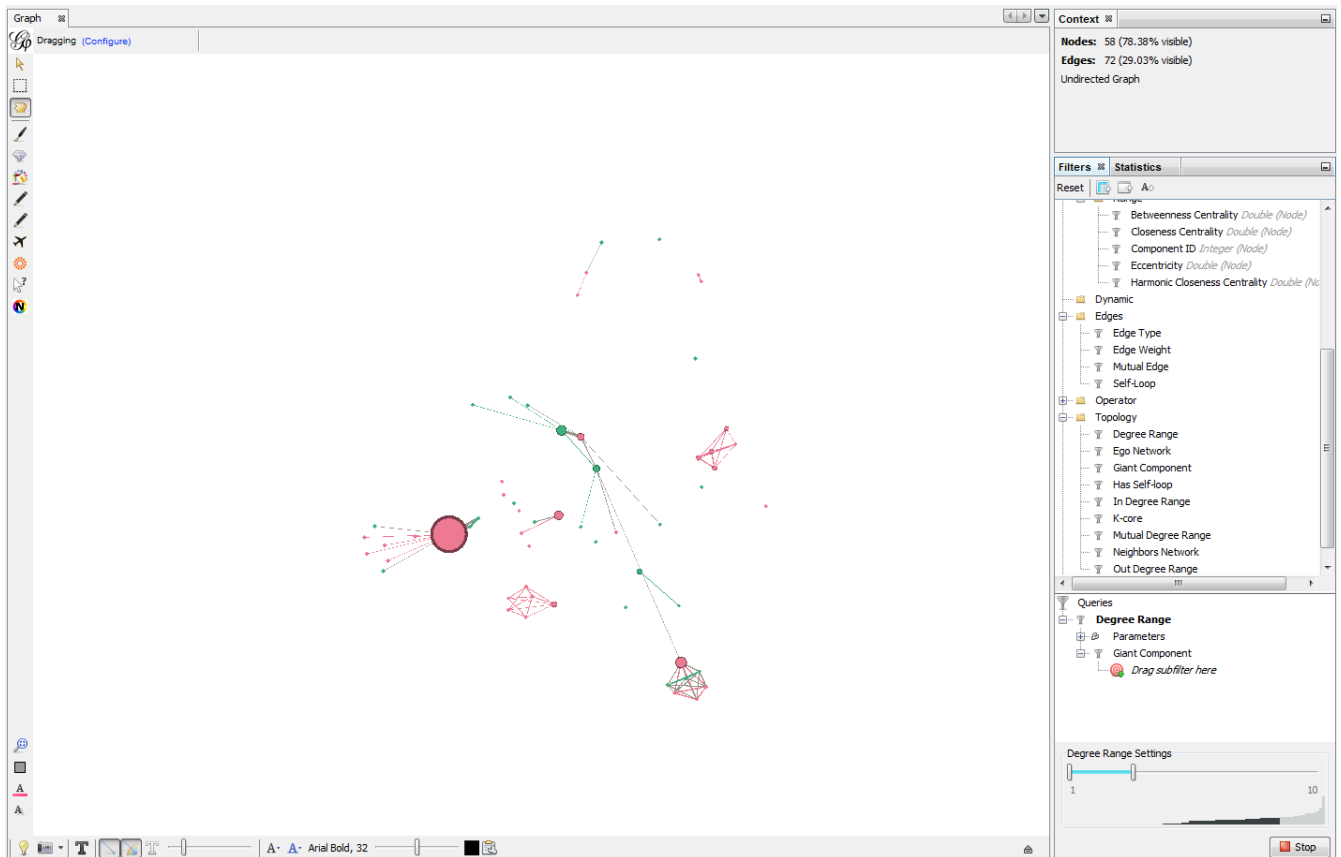 Graph
Dragging (Configure)
Context
Nodes: 58 (78.38% visible)
Edges: 72 (29.03% visible)
Undirected Graph
Filters Statistics
Reset
Range
Betweenness Centrality Double (Node)
Closeness Centrality Double (Node)
Component ID Integer (Node)
Eccentricity Double (Node)
Harmonic Closeness Centrality Double (No
Dynamic
Edges
Edge Type
Edge Weight
Mutual Edge
Self-Loop
Operator
Topology
Degree Range
Ego Network
Giant Component
Has Self-loop
In Degree Range
K-core
Mutual Degree Range
Neighbors Network
Out Degree Range
Queries
Degree Range
Parameters
Giant Component
Drag subfilter here
Degree Range Settings
1 10
A- A- Arial Bold, 32
Stop